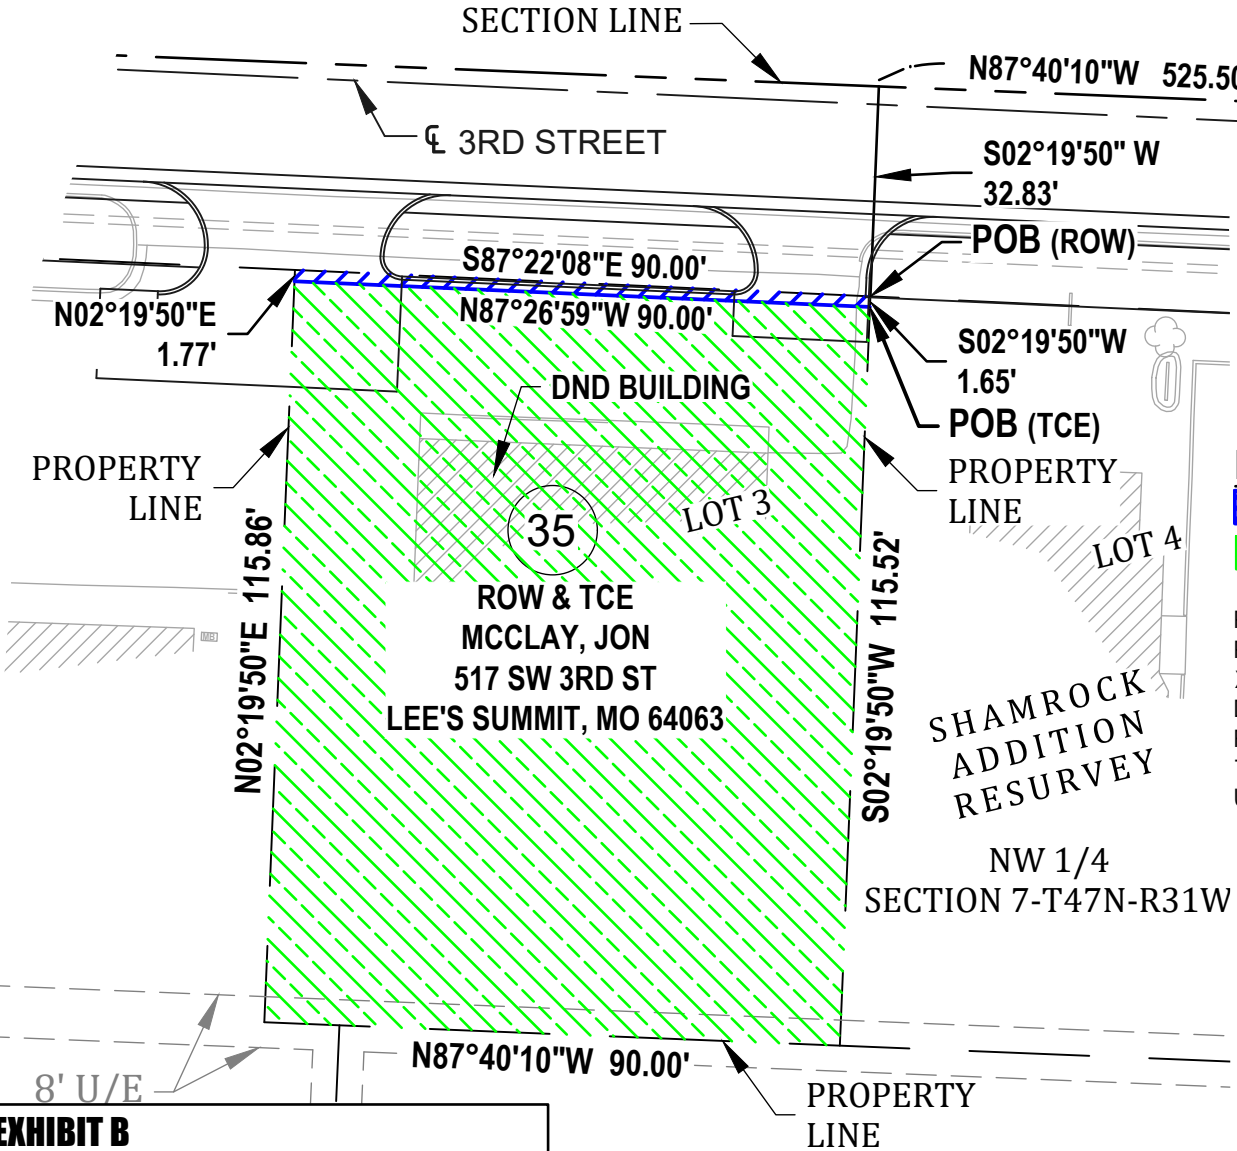 SECTION LINE
N87°40'10"W 525.50
℄ 3RD STREET
S02°19'50" W
32.83'
POB (ROW)
S87°22'08"E 90.00'
N02°19'50"E
1.77'
N87°26'59"W 90.00'
S02°19'50"W
1.65'
DND BUILDING
POB (TCE)
PROPERTY
LINE
PROPERTY
LINE
LOT 3
35
LOT 4
N02°19'50"E 115.86'
S02°19'50"W 115.52'
ROW & TCE
MCCLAY, JON
517 SW 3RD ST
LEE'S SUMMIT, MO 64063
MB
SHAMROCK
ADDITION
RESURVEY
NW 1/4
SECTION 7-T47N-R31W
N87°40'10"W 90.00'
8' U/E
PROPERTY
LINE
EXHIBIT B